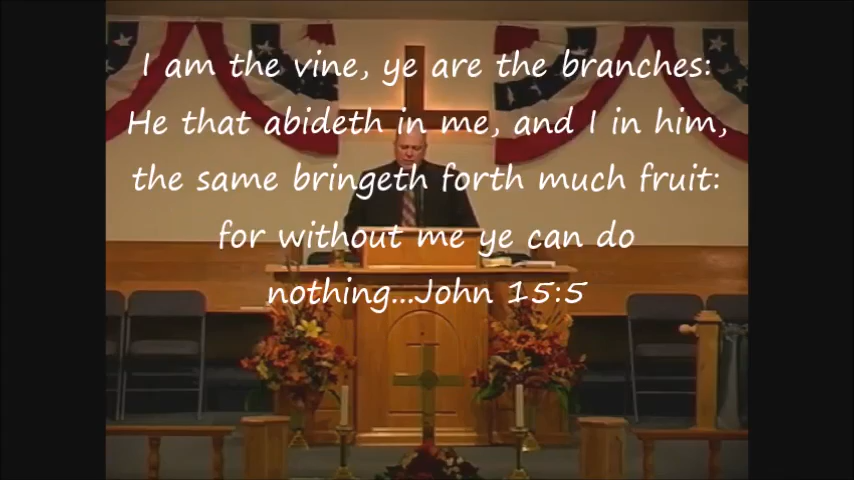 I am the vine, ye are the branches:
He that abideth in me, and I in him,
the same bringeth forth much fruit:
for without me ye can do
nothing...John 15:5